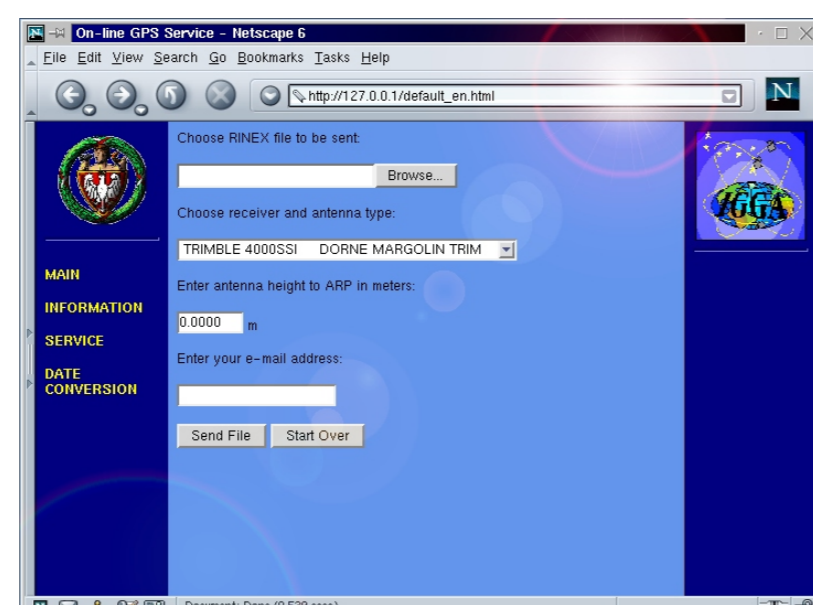 On-line GPS Service - Netscape 6
File Edit View Search Go Bookmarks Tasks Help
http://127.0.0.1/default_en.html
N
Choose RINEX file to be sent:
Browse...
Choose receiver and antenna type:
TRIMBLE 4000SSI DORNE MARGOLIN TRIM
Enter antenna height to ARP in meters:
0.0000 m
Enter your e-mail address:
Send File Start Over
MAIN
INFORMATION
SERVICE
DATE
CONVERSION
IGGA
Document: Done